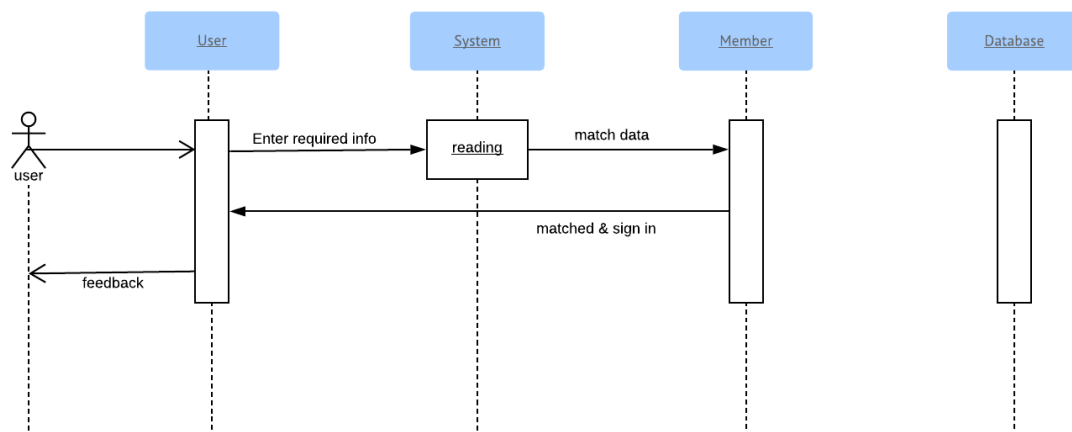 User
System
Member
Database
Enter required info
reading
match data
user
matched & sign in
feedback